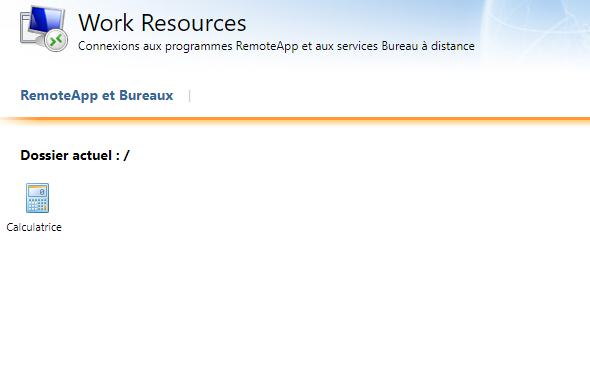 Work Resources
Connexions aux programmes RemoteApp et aux services Bureau à distance
RemoteApp et Bureaux |
Dossier actuel : /
Calculatrice